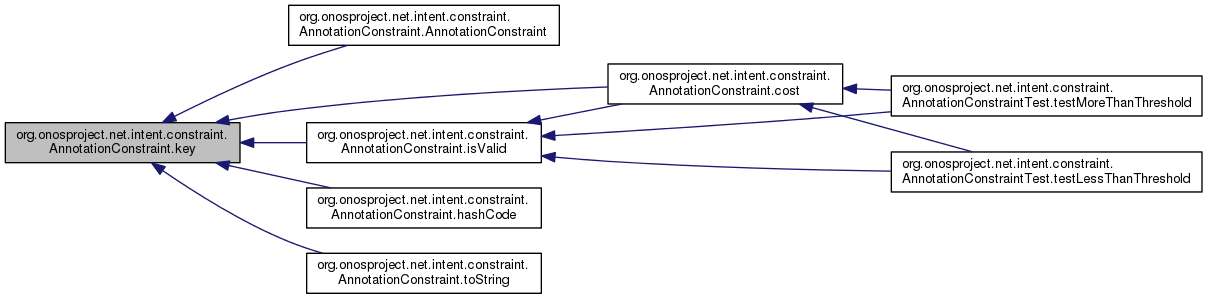 org.onosproject.net.intent.constraint.
AnnotationConstraint.AnnotationConstraint
org.onosproject.net.intent.constraint.
AnnotationConstraint.cost
org.onosproject.net.intent.constraint.
AnnotationConstraintTest.testMoreThanThreshold
org.onosproject.net.intent.constraint.
AnnotationConstraint.key
org.onosproject.net.intent.constraint.
AnnotationConstraint.isValid
org.onosproject.net.intent.constraint.
AnnotationConstraintTest.testLessThanThreshold
org.onosproject.net.intent.constraint.
AnnotationConstraint.hashCode
org.onosproject.net.intent.constraint.
AnnotationConstraint.toString